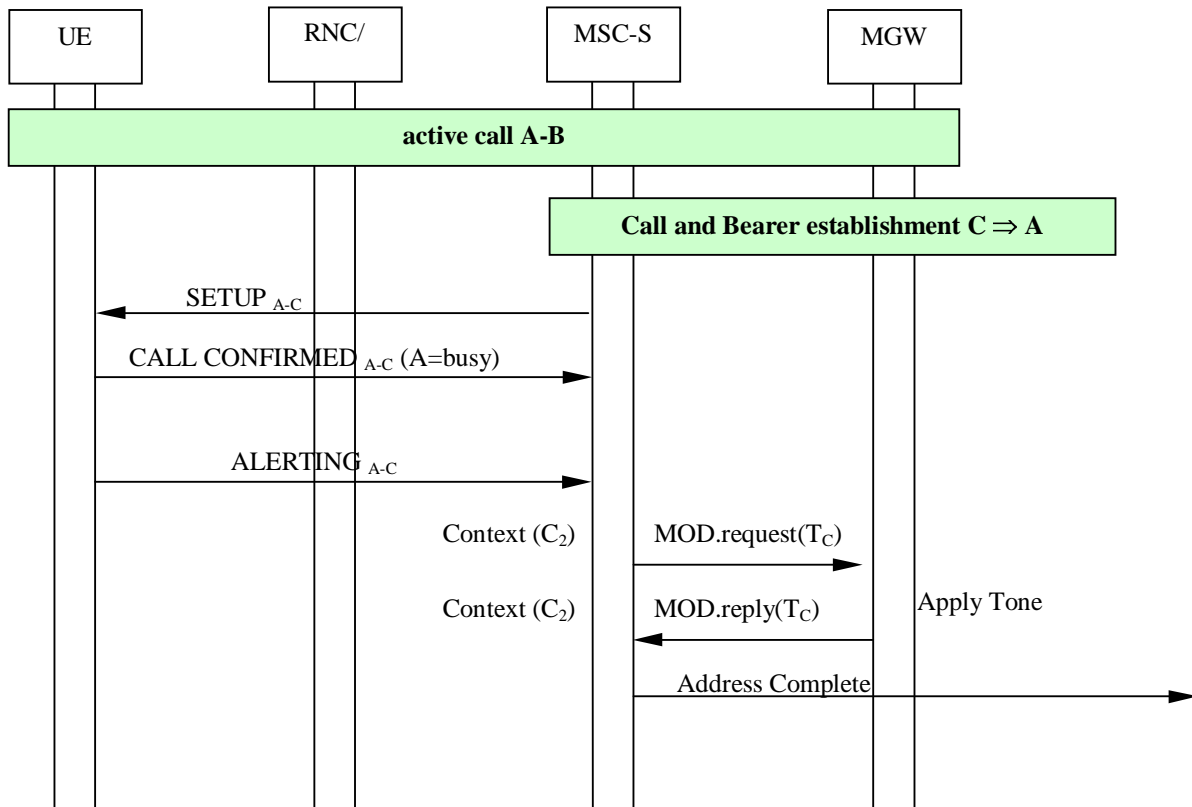 UE
RNC/
MSC-S
MGW
active call A-B
Call and Bearer establishment C ⇒ A
SETUP A-C
CALL CONFIRMED A-C (A=busy)
ALERTING A-C
Context (C2)
MOD.request(TC)
Context (C2)
MOD.reply(TC)
Apply Tone
Address Complete